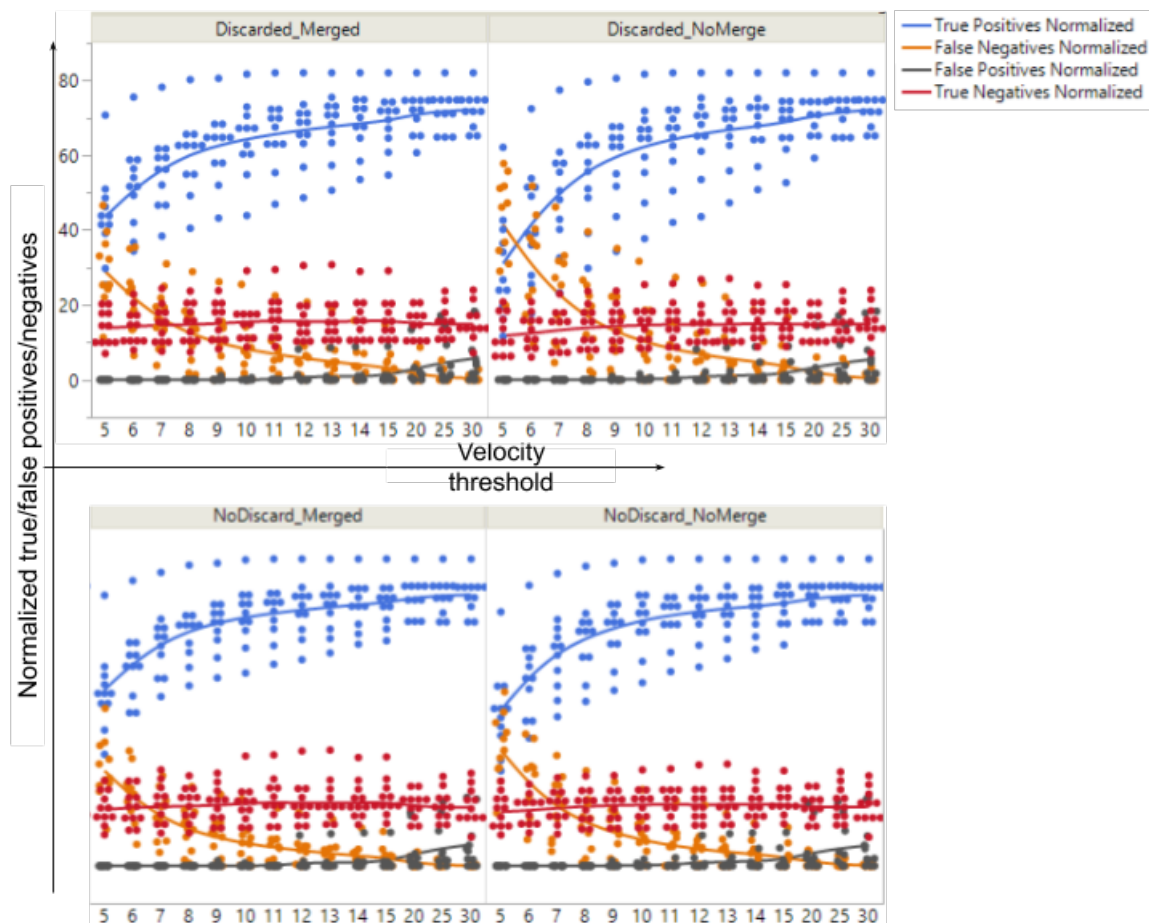 Discarded_Merged
Discarded_NoMerge
True Positives Normalized
False Negatives Normalized
False Positives Normalized
True Negatives Normalized
Normalized true/false positives/negatives
80
60
40
20
0
5 6 7 8 9 10 11 12 13 14 15 20 25 30
5 6 7 8 9 10 11 12 13 14 15 20 25 30
Velocity
threshold
NoDiscard_Merged
NoDiscard_NoMerge
5 6 7 8 9 10 11 12 13 14 15 20 25 30
5 6 7 8 9 10 11 12 13 14 15 20 25 30